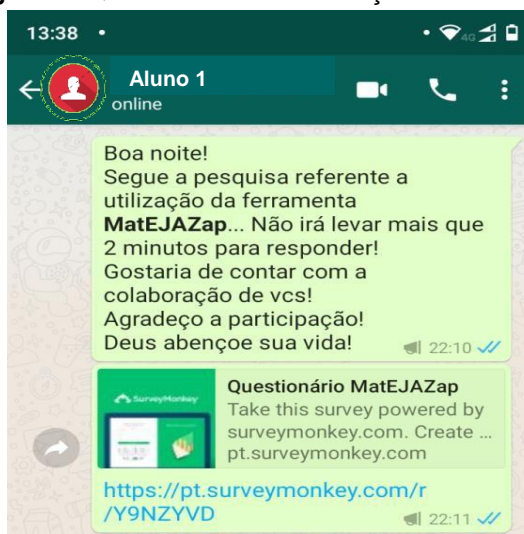 13:38
4G
Aluno 1
online
Boa noite!
Segue a pesquisa referente a
utilização da ferramenta
MatEJAZap... Não irá levar mais que
2 minutos para responder!
Gostaria de contar com a
colaboração de vcs!
Agradeço a participação!
Deus abençoe sua vida!
22:10
SurveyMonkey
Questionário MatEJAZap
Take this survey powered by
surveymonkey.com. Create ...
pt.surveymonkey.com
https://pt.surveymonkey.com/r
/Y9NZYVD
22:11